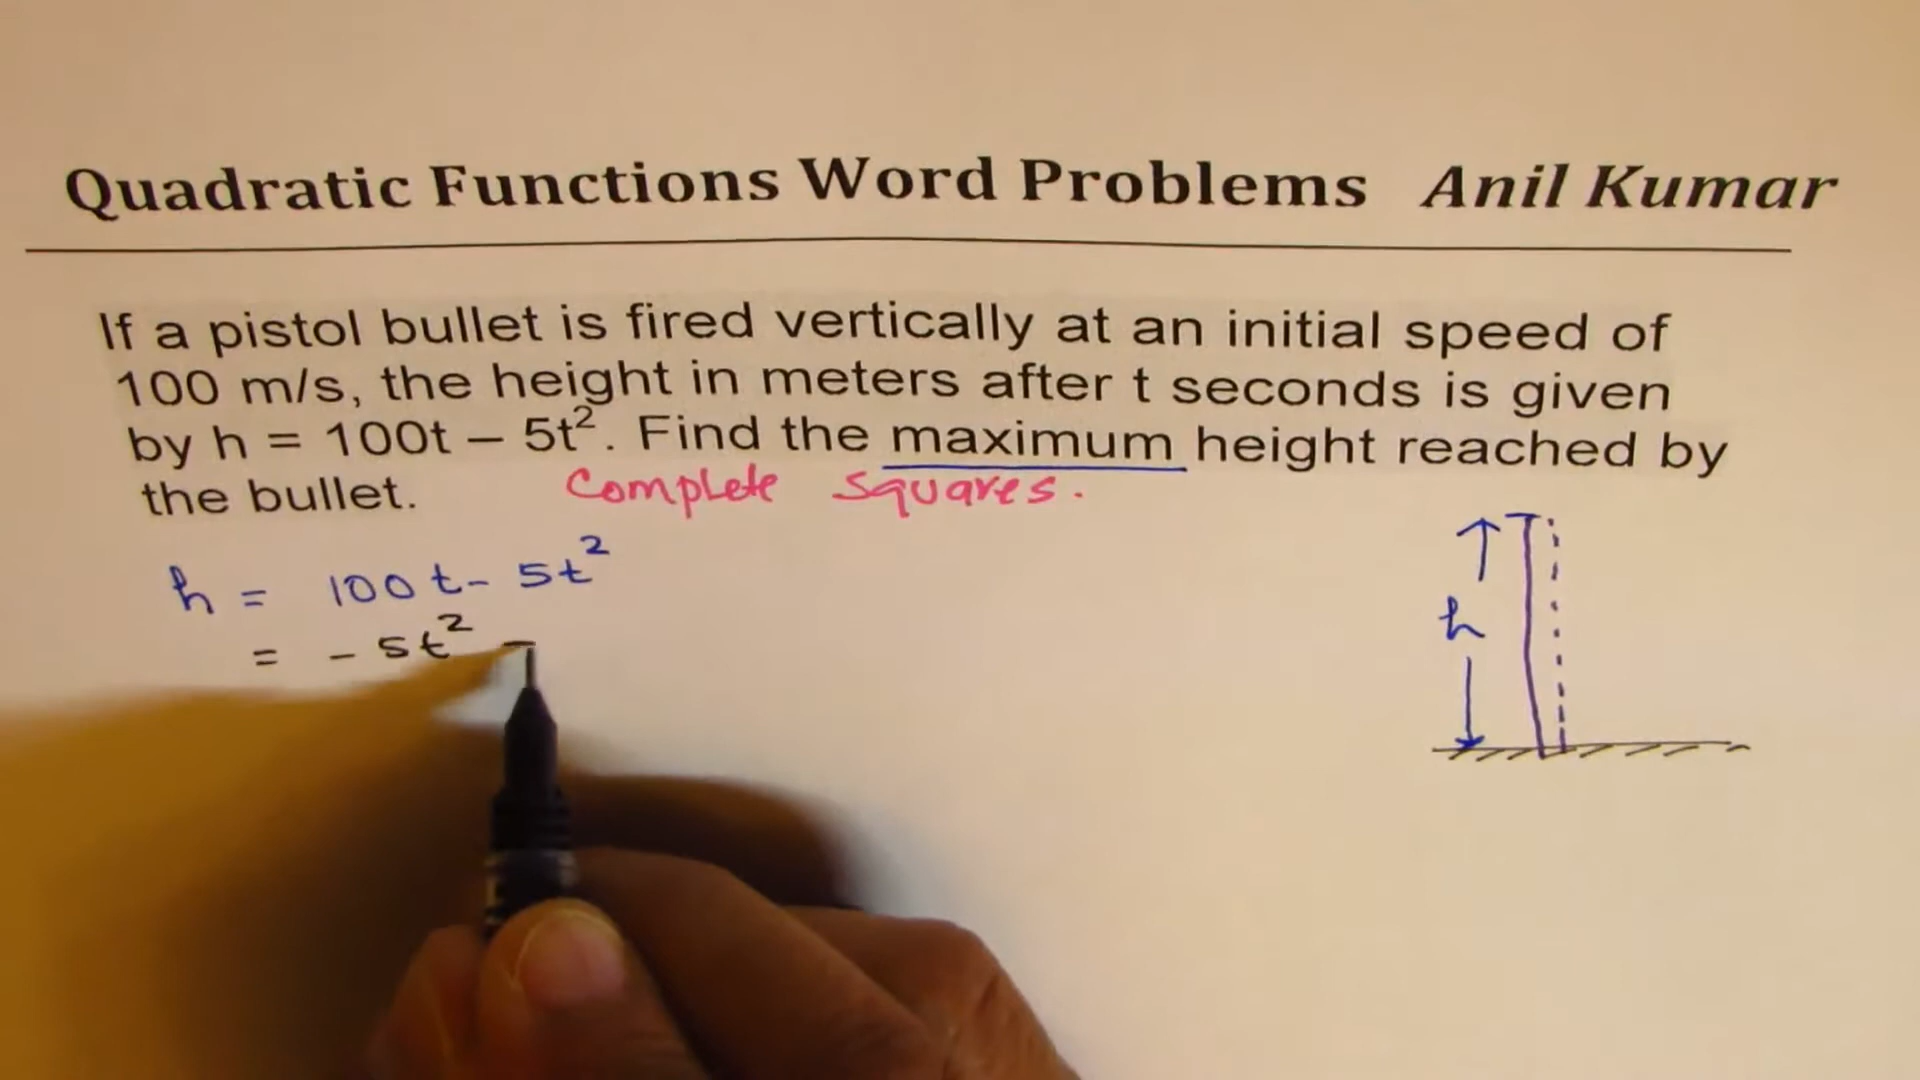 Quadratic Functions Word Problems Anil Kumar
If a pistol bullet is fired vertically at an initial speed of
100 m/s, the height in meters after t seconds is given
by h = 100t – 5t². Find the maximum height reached by
the bullet. Complete Squares.
h = 100t - 5t²
= - 5t² -
h